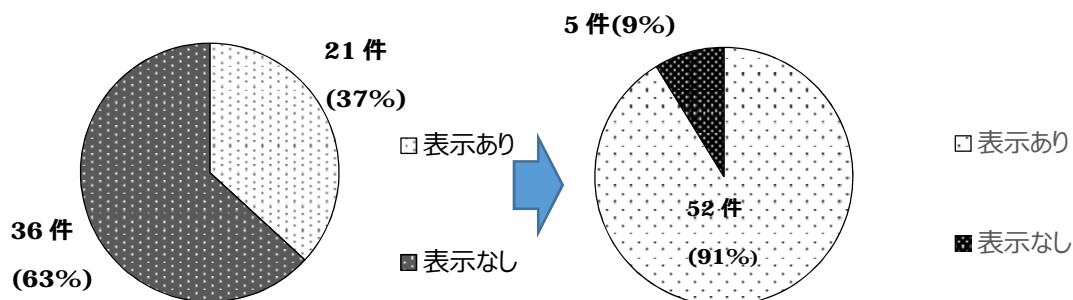 21 件
(37%)
36 件
(63%)
表示あり
表示なし
5 件(9%)
52 件
(91%)
表示あり
表示なし